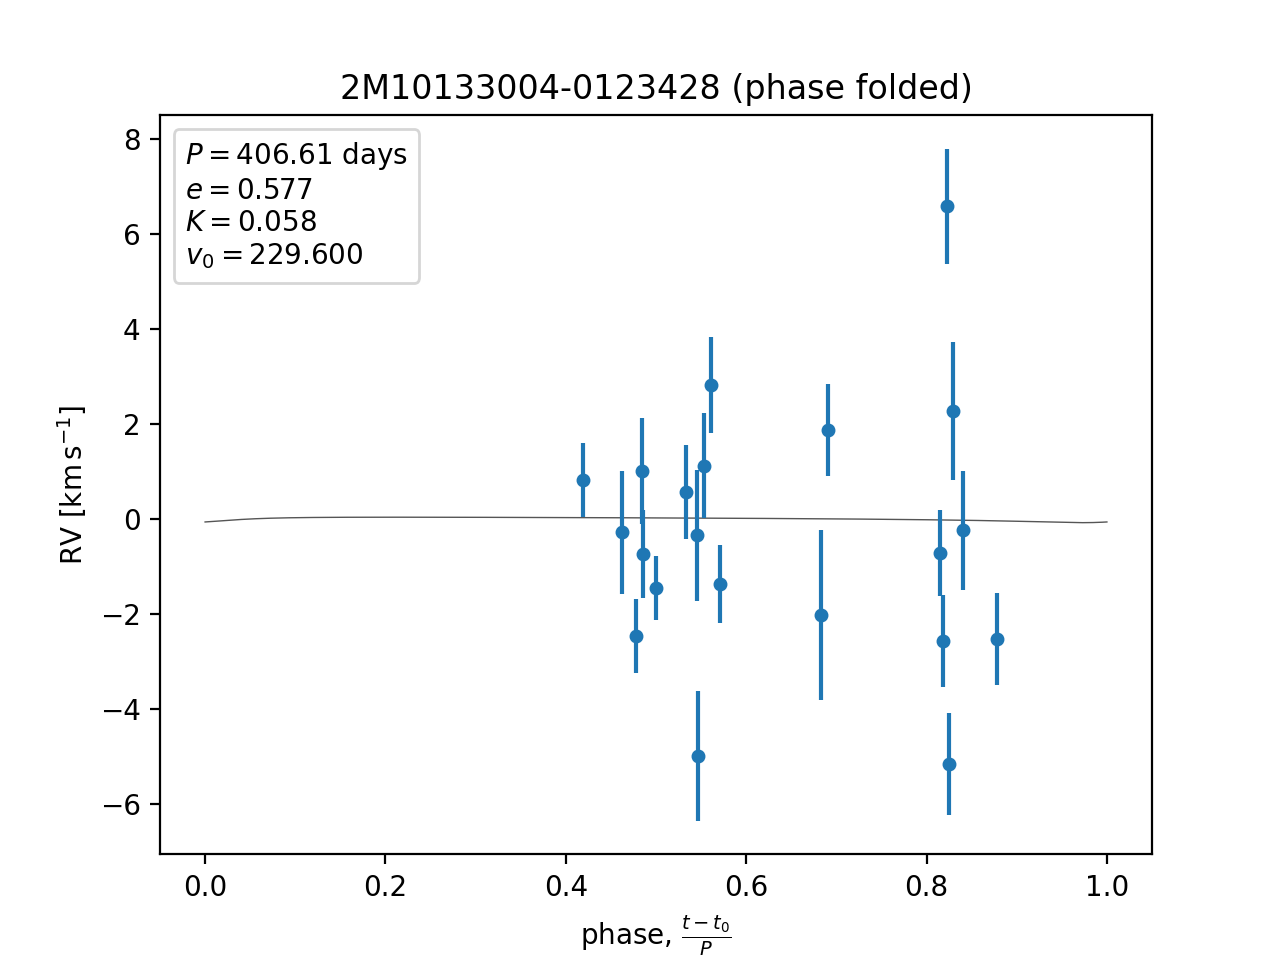 2M10133004-0123428 (phase folded)
P = 406.61 days
e = 0.577
K = 0.058
v₀ = 229.600
8
6
4
2
0
−2
−4
−6
RV [km s⁻¹]
0.0 0.2 0.4 0.6 0.8 1.0
phase, (t − t₀)/P